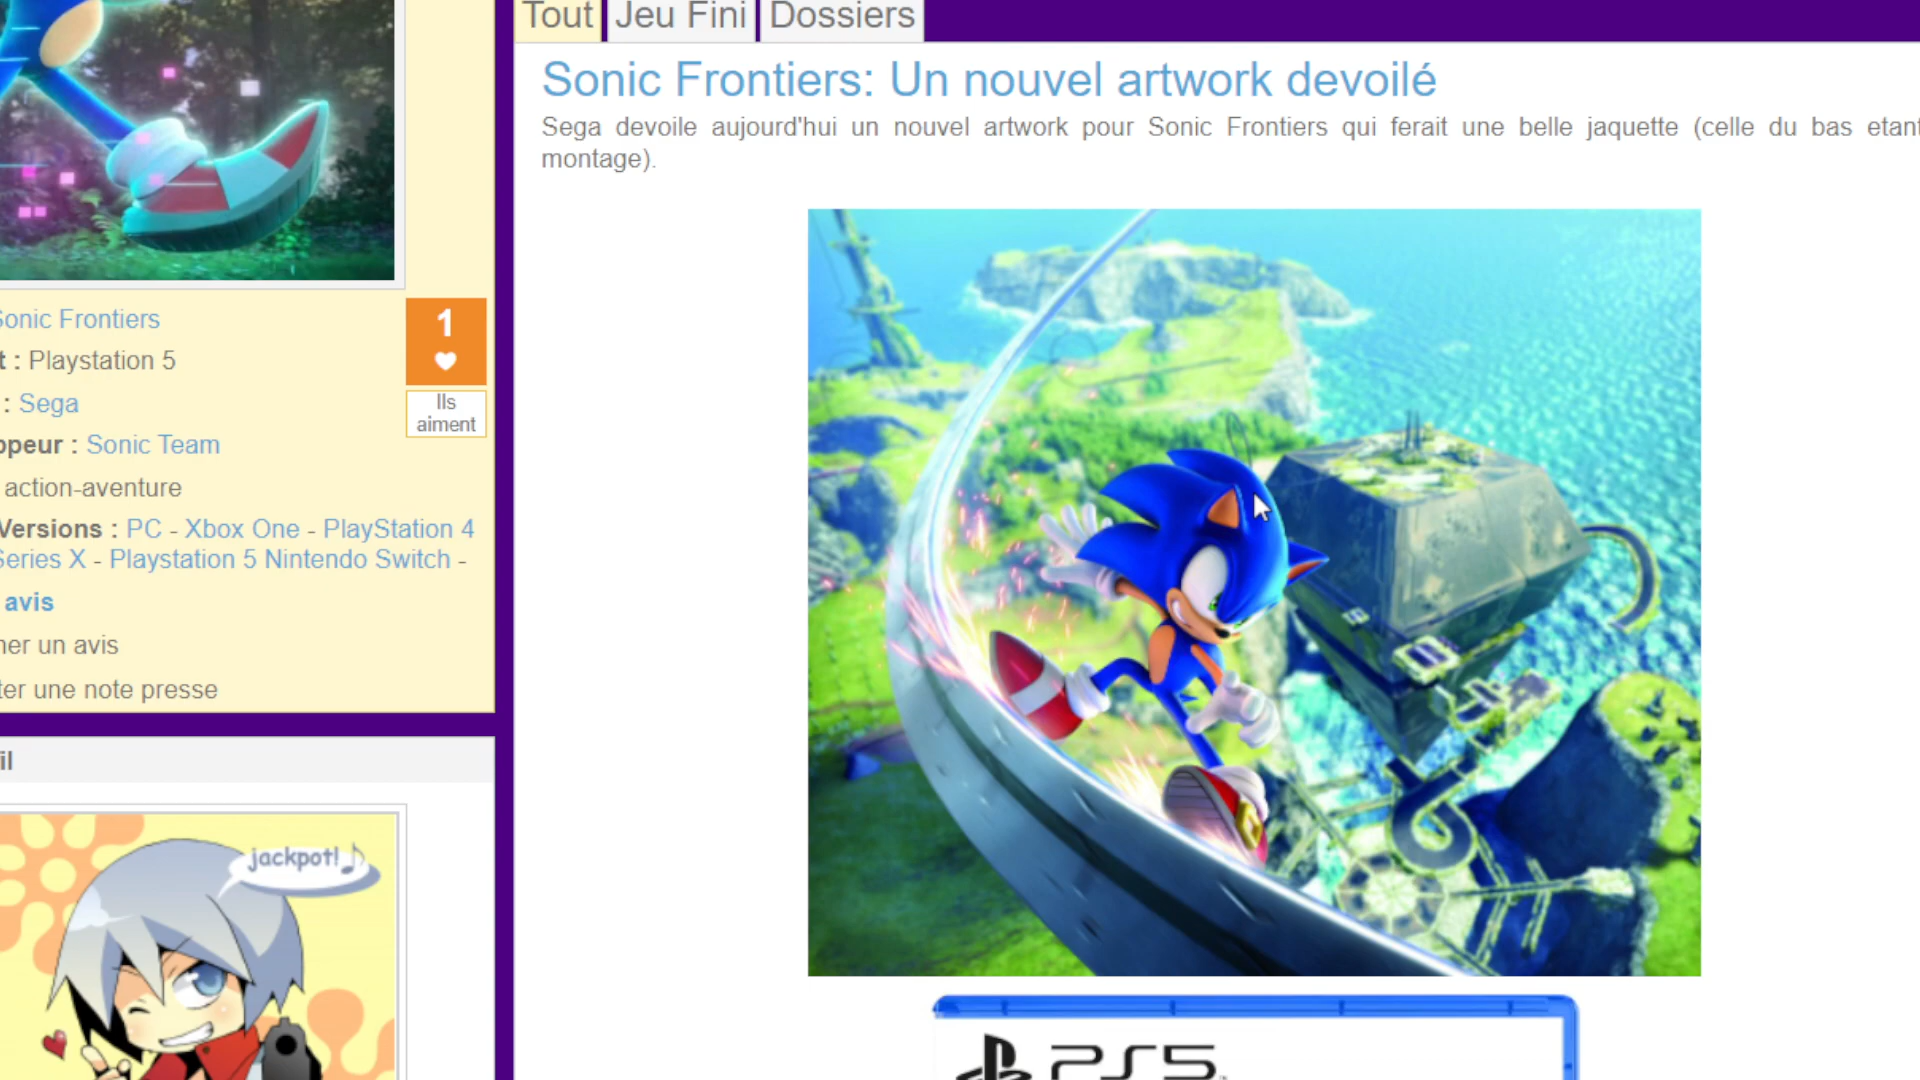 Tout
Jeu Fini
Dossiers
Sonic Frontiers: Un nouvel artwork devoilé
Sega devoile aujourd'hui un nouvel artwork pour Sonic Frontiers qui ferait une belle jaquette (celle du bas etant
montage).
Sonic Frontiers
t : Playstation 5
: Sega
ppeur : Sonic Team
action-aventure
Versions : PC - Xbox One - PlayStation 4
Series X - Playstation 5 Nintendo Switch -
avis
ner un avis
ter une note presse
1
Ils
aiment
il
jackpot!
PS5